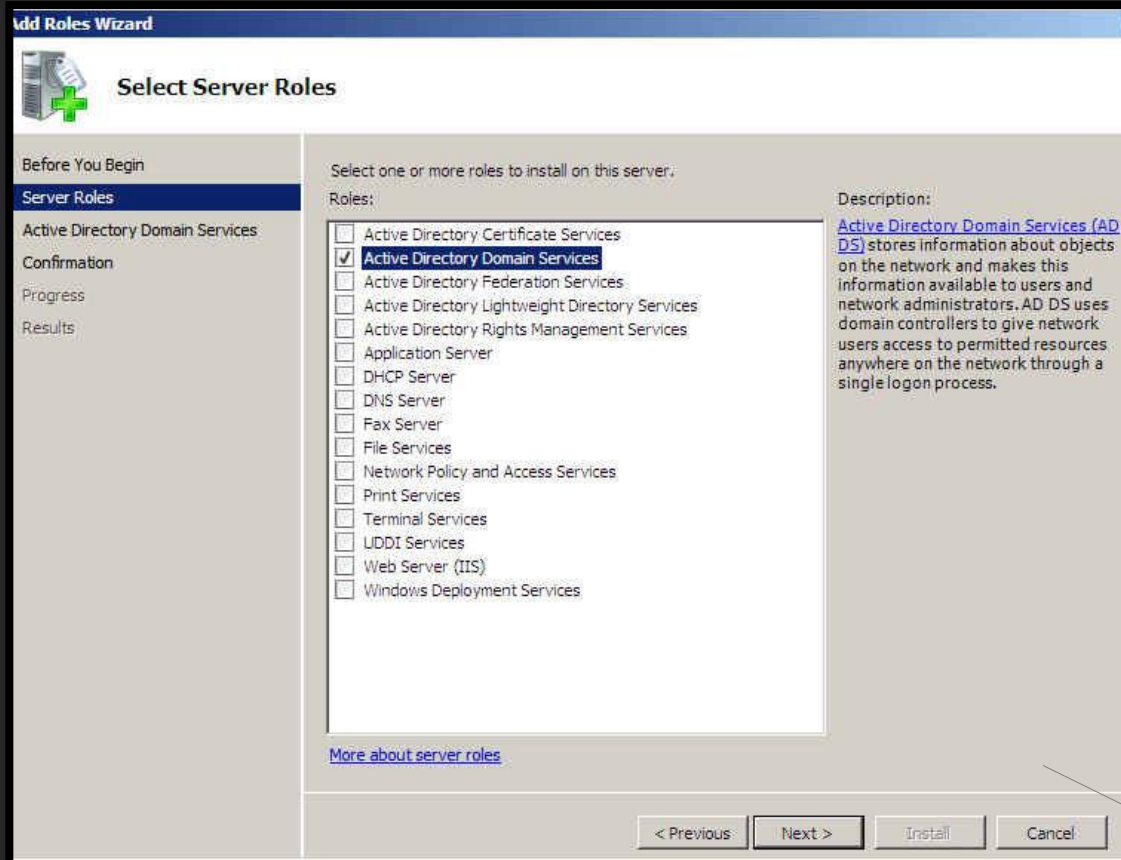 Add Roles Wizard
Select Server Roles
Before You Begin
Server Roles
Active Directory Domain Services
Confirmation
Progress
Results
Select one or more roles to install on this server.
Roles:
Active Directory Certificate Services
Active Directory Domain Services
Active Directory Federation Services
Active Directory Lightweight Directory Services
Active Directory Rights Management Services
Application Server
DHCP Server
DNS Server
Fax Server
File Services
Network Policy and Access Services
Print Services
Terminal Services
UDDI Services
Web Server (IIS)
Windows Deployment Services
More about server roles
Description:
Active Directory Domain Services (AD
DS) stores information about objects
on the network and makes this
information available to users and
network administrators. AD DS uses
domain controllers to give network
users access to permitted resources
anywhere on the network through a
single logon process.
< Previous
Next >
Install
Cancel